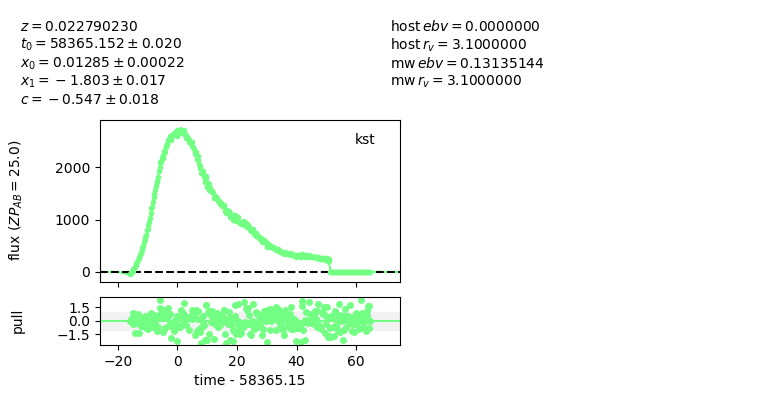 z = 0.022790230
t₀ = 58365.152 ± 0.020
x₀ = 0.01285 ± 0.00022
x₁ = −1.803 ± 0.017
c = −0.547 ± 0.018
host ebv = 0.0000000
host r_v = 3.1000000
mw ebv = 0.13135144
mw r_v = 3.1000000
kst
flux (ZP_AB = 25.0)
2000
1000
0
pull
1.5
0.0
−1.5
−20 0 20 40 60
time - 58365.15